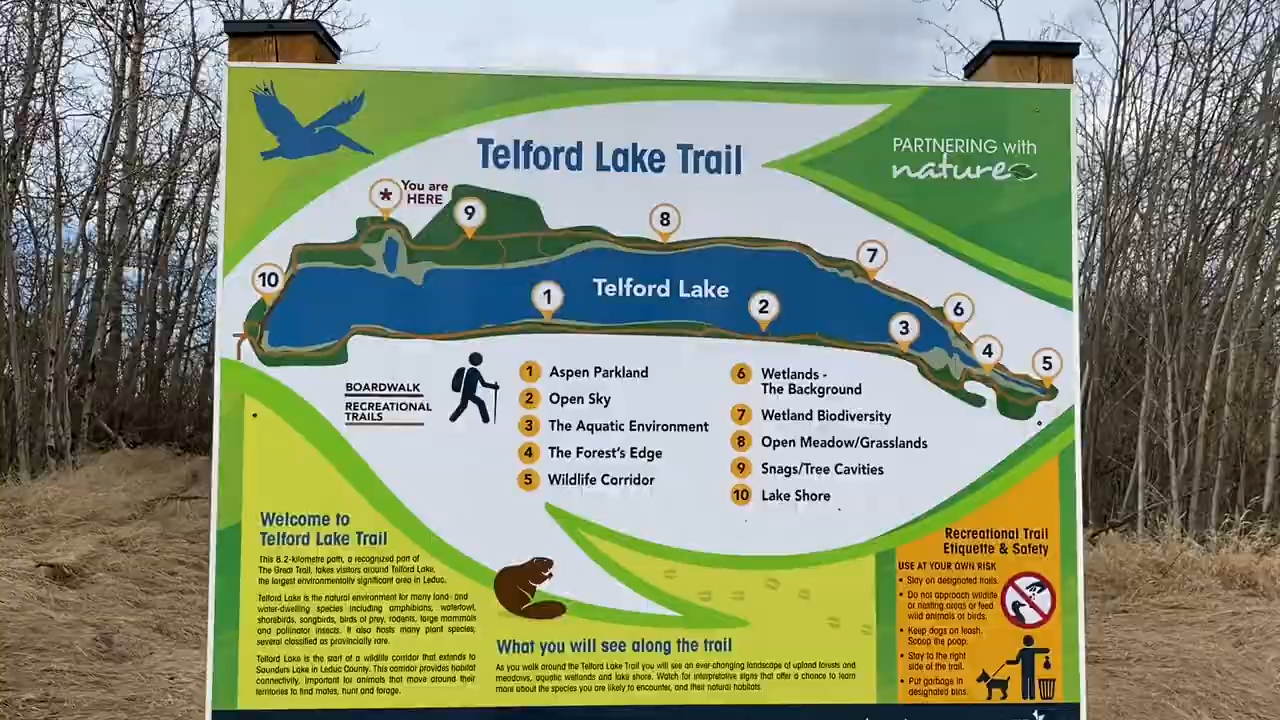 Telford Lake Trail
PARTNERING with
nature
*
You are
HERE
9
8
7
10
6
1
Telford Lake
2
3
4
5
BOARDWALK
RECREATIONAL
TRAILS
1 Aspen Parkland
2 Open Sky
3 The Aquatic Environment
4 The Forest's Edge
5 Wildlife Corridor
6 Wetlands -
The Background
7 Wetland Biodiversity
8 Open Meadow/Grasslands
9 Snags/Tree Cavities
10 Lake Shore
Welcome to
Telford Lake Trail
This 8.2-kilometre path, a recognized part of
The Great Trail, takes visitors around Telford Lake,
the largest environmentally significant area in Leduc.
Telford Lake is the natural environment for many land- and
water-dwelling species including amphibians, waterfowl,
shorebirds, songbirds, birds of prey, rodents, large mammals
and pollinator insects. It also hosts many plant species,
several classified as provincially rare.
Telford Lake is the start of a wildlife corridor that extends to
Saunders Lake in Leduc County. This corridor provides habitat
connectivity, important for animals that move around their
territories to find mates, hunt and forage.
What you will see along the trail
As you walk around the Telford Lake Trail you will see an ever-changing landscape of upland forests and
meadows, aquatic wetlands and lake shore. Watch for interpretive signs that offer a chance to learn
more about the species you are likely to encounter, and their natural habitats.
Recreational Trail
Etiquette & Safety
USE AT YOUR OWN RISK
• Stay on designated trails.
• Do not approach wildlife
or nesting areas or feed
wild animals or birds.
• Keep dogs on leash.
Scoop the poop.
• Stay to the right
side of the trail.
• Put garbage in
designated bins.